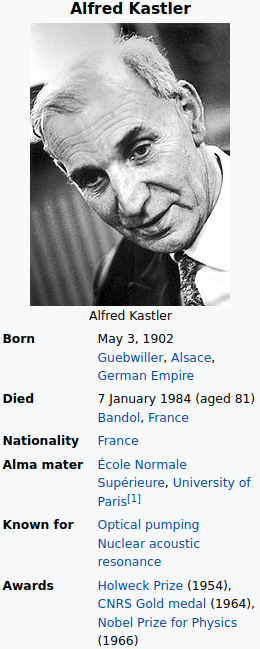 Alfred Kastler
Alfred Kastler
Born May 3, 1902
Guebwiller, Alsace,
German Empire
Died 7 January 1984 (aged 81)
Bandol, France
Nationality France
Alma mater École Normale
Supérieure, University of
Paris[1]
Known for Optical pumping
Nuclear acoustic
resonance
Awards Holweck Prize (1954),
CNRS Gold medal (1964),
Nobel Prize for Physics
(1966)